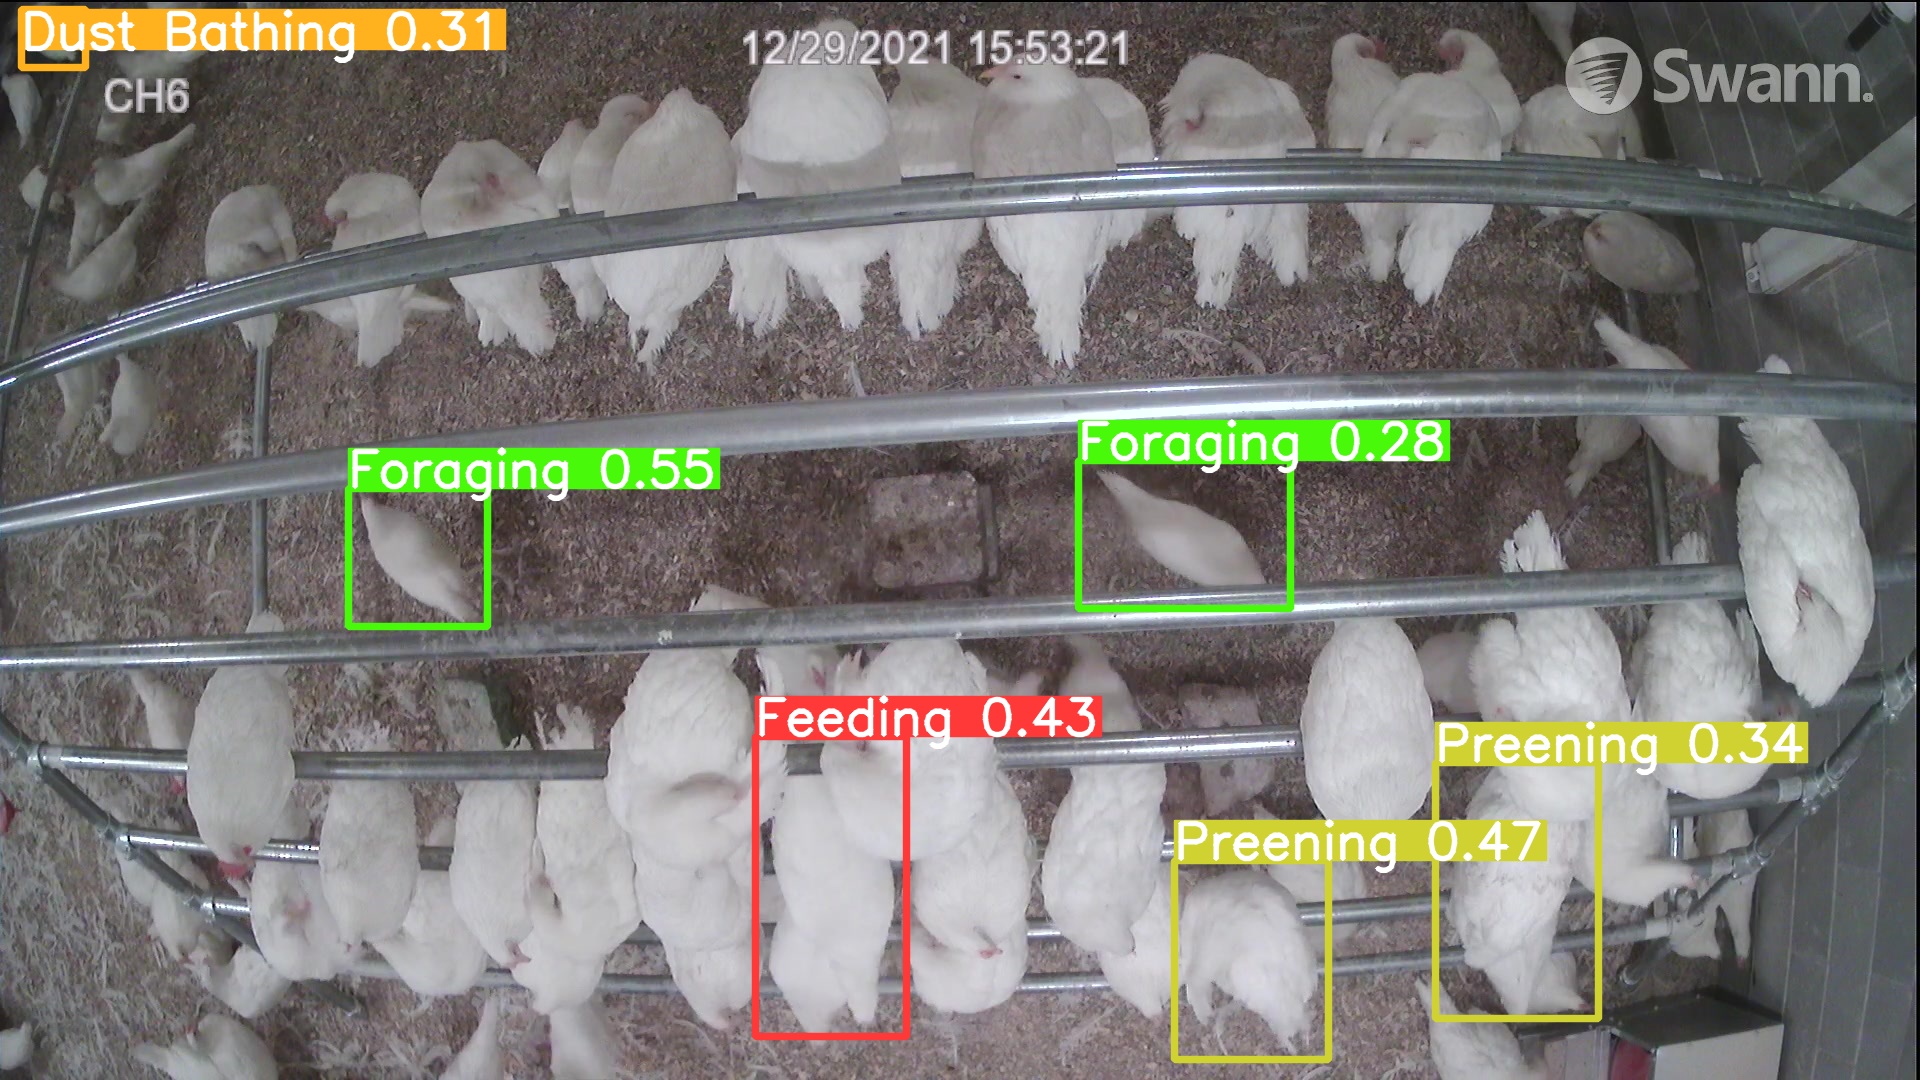 Dust Bathing 0.31
12/29/2021 15:53:21
Swann.
CH6
Foraging 0.28
Foraging 0.55
Feeding 0.43
Preening 0.34
Preening 0.47